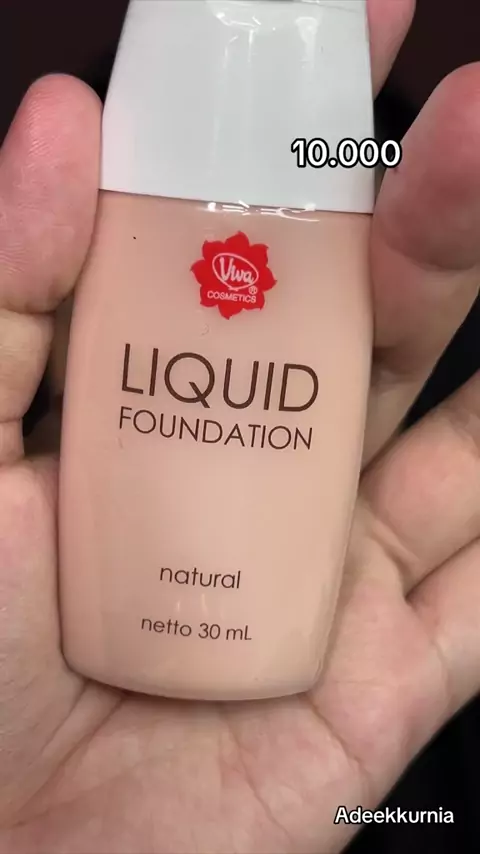 10.000
Viva
®
COSMETICS
LIQUID
FOUNDATION
natural
netto 30 mL
Adeekkurnia